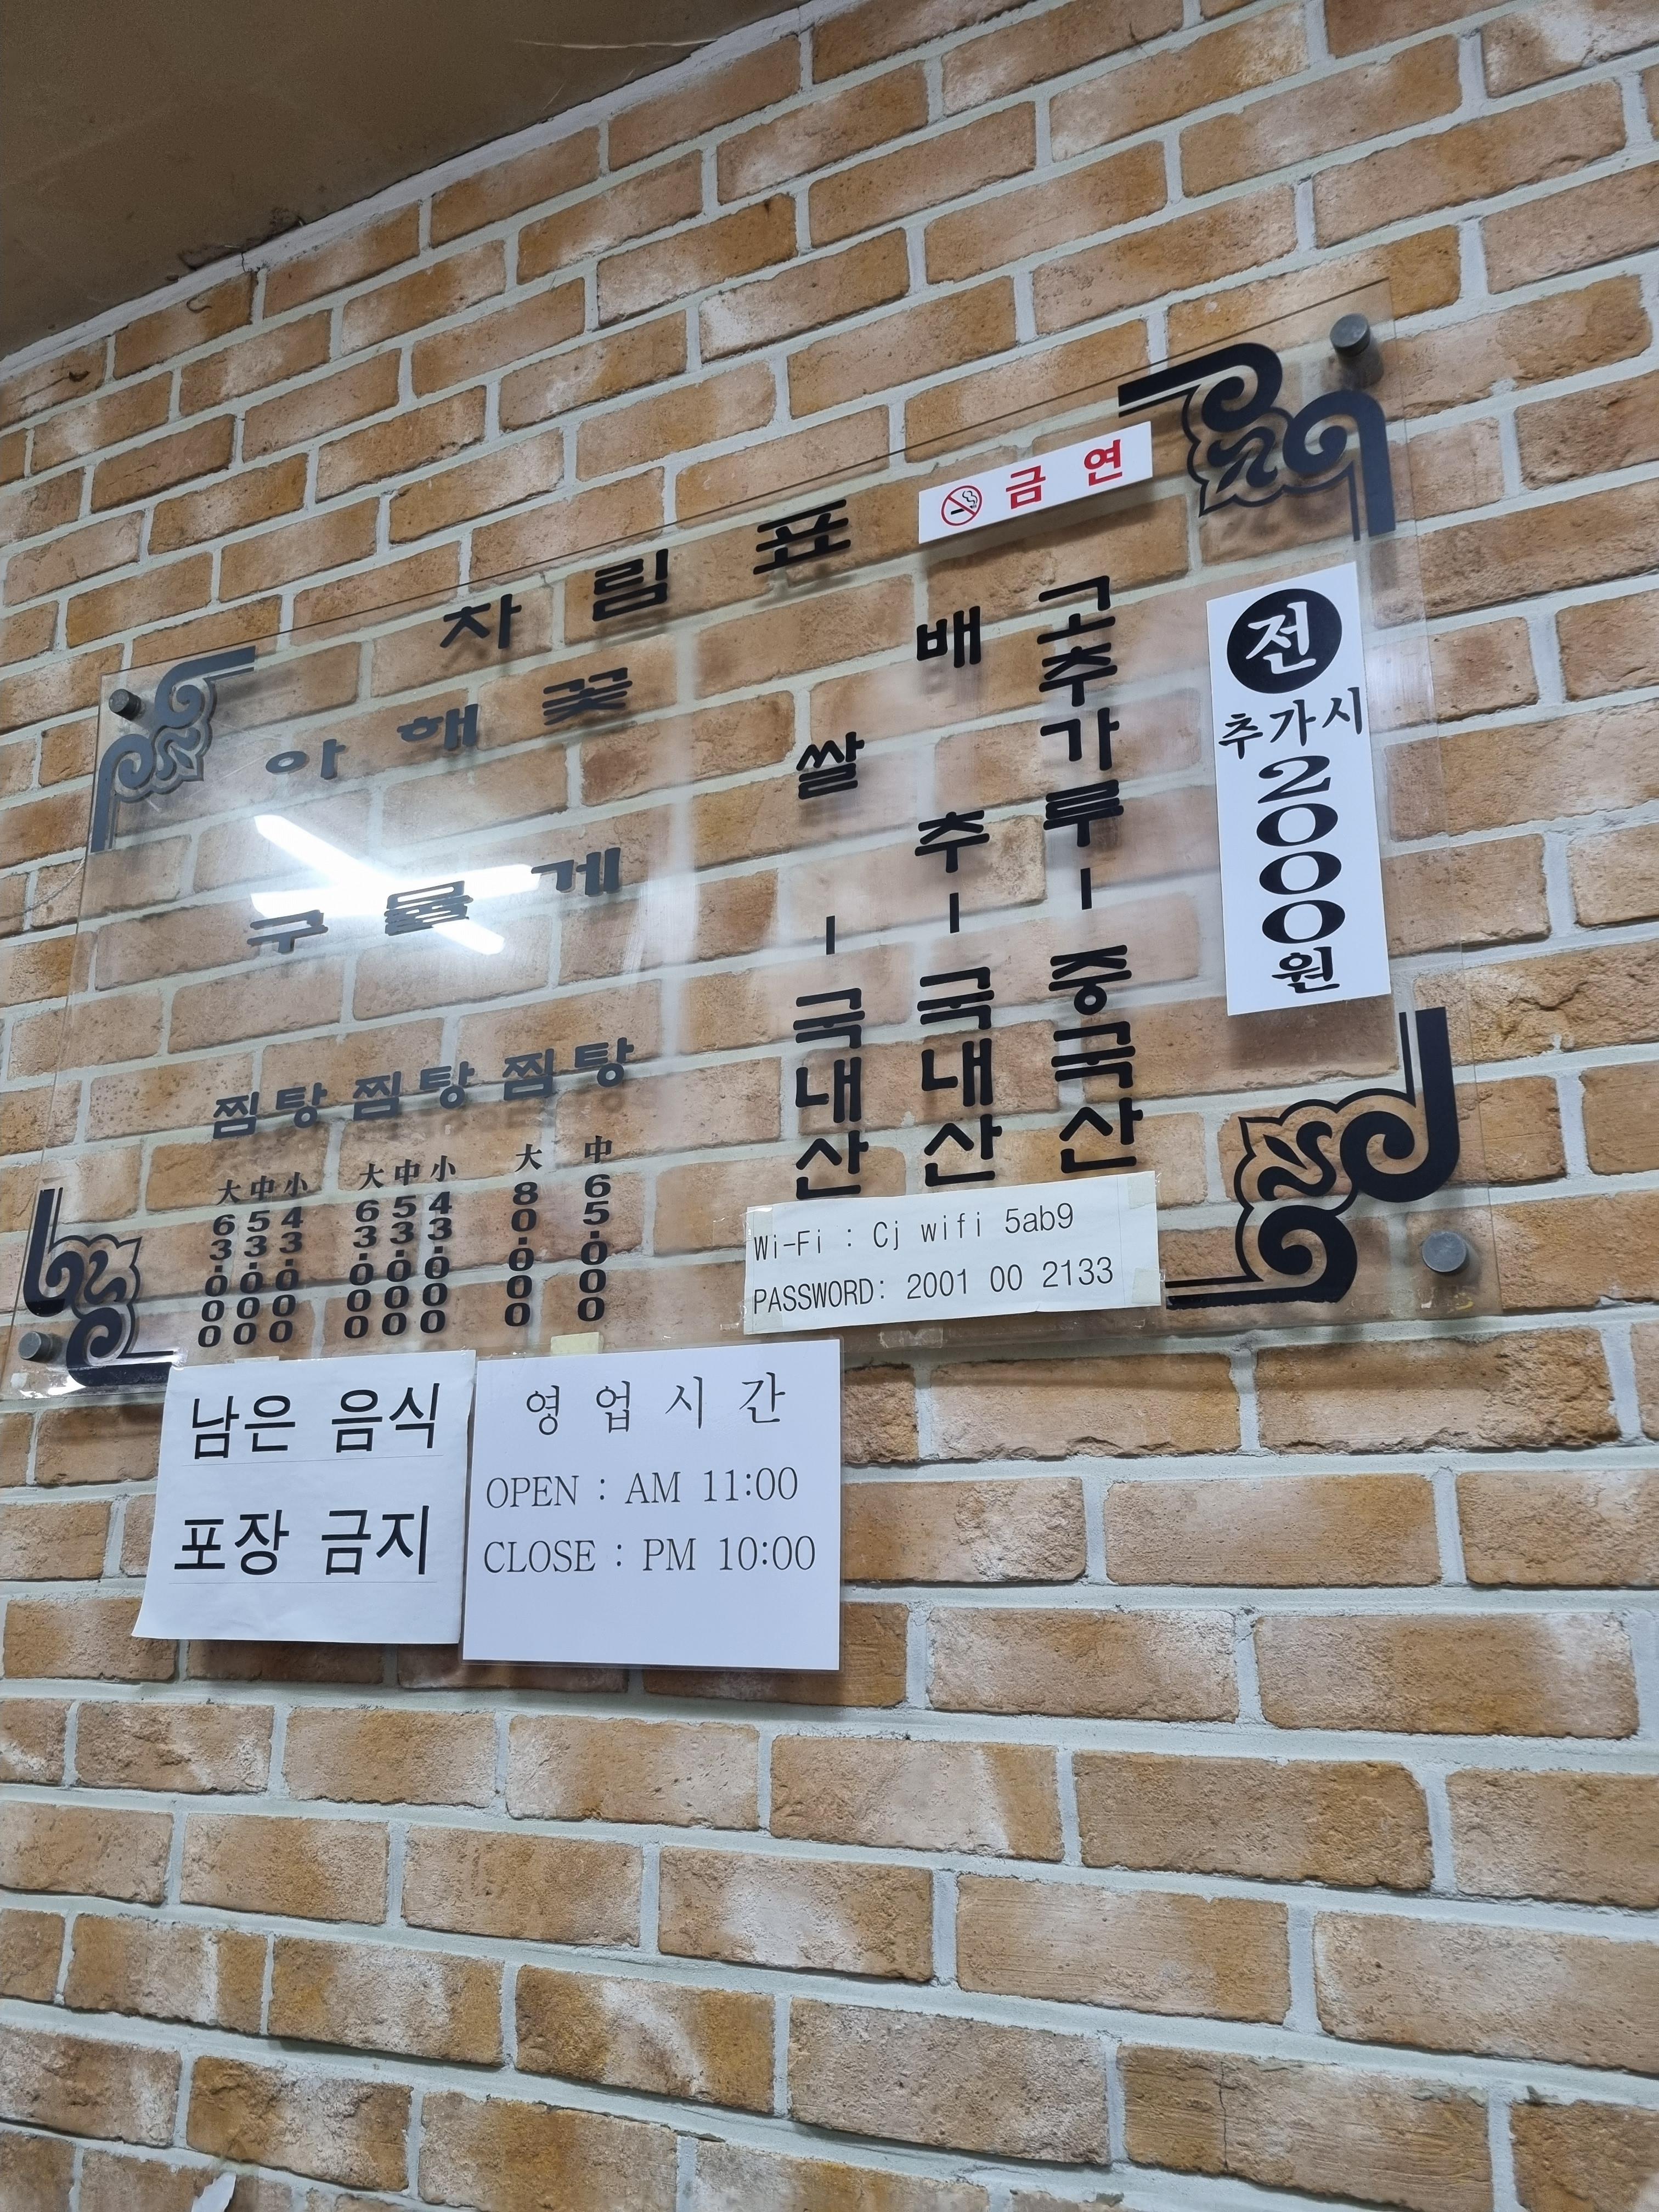 차림표
금연
아구
찜탕
大 63.000
中 53.000
小 43.000
해물
찜탕
大 63.000
中 53.000
小 43.000
꽃게
찜탕
大 80.000
中 65.000
쌀 - 국내산
배추 - 국내산
고추가루 - 중국산
전
추가시
2000원
Wi-Fi : Cj wifi 5ab9
PASSWORD: 2001 00 2133
남은 음식
포장 금지
영업시간
OPEN : AM 11:00
CLOSE : PM 10:00